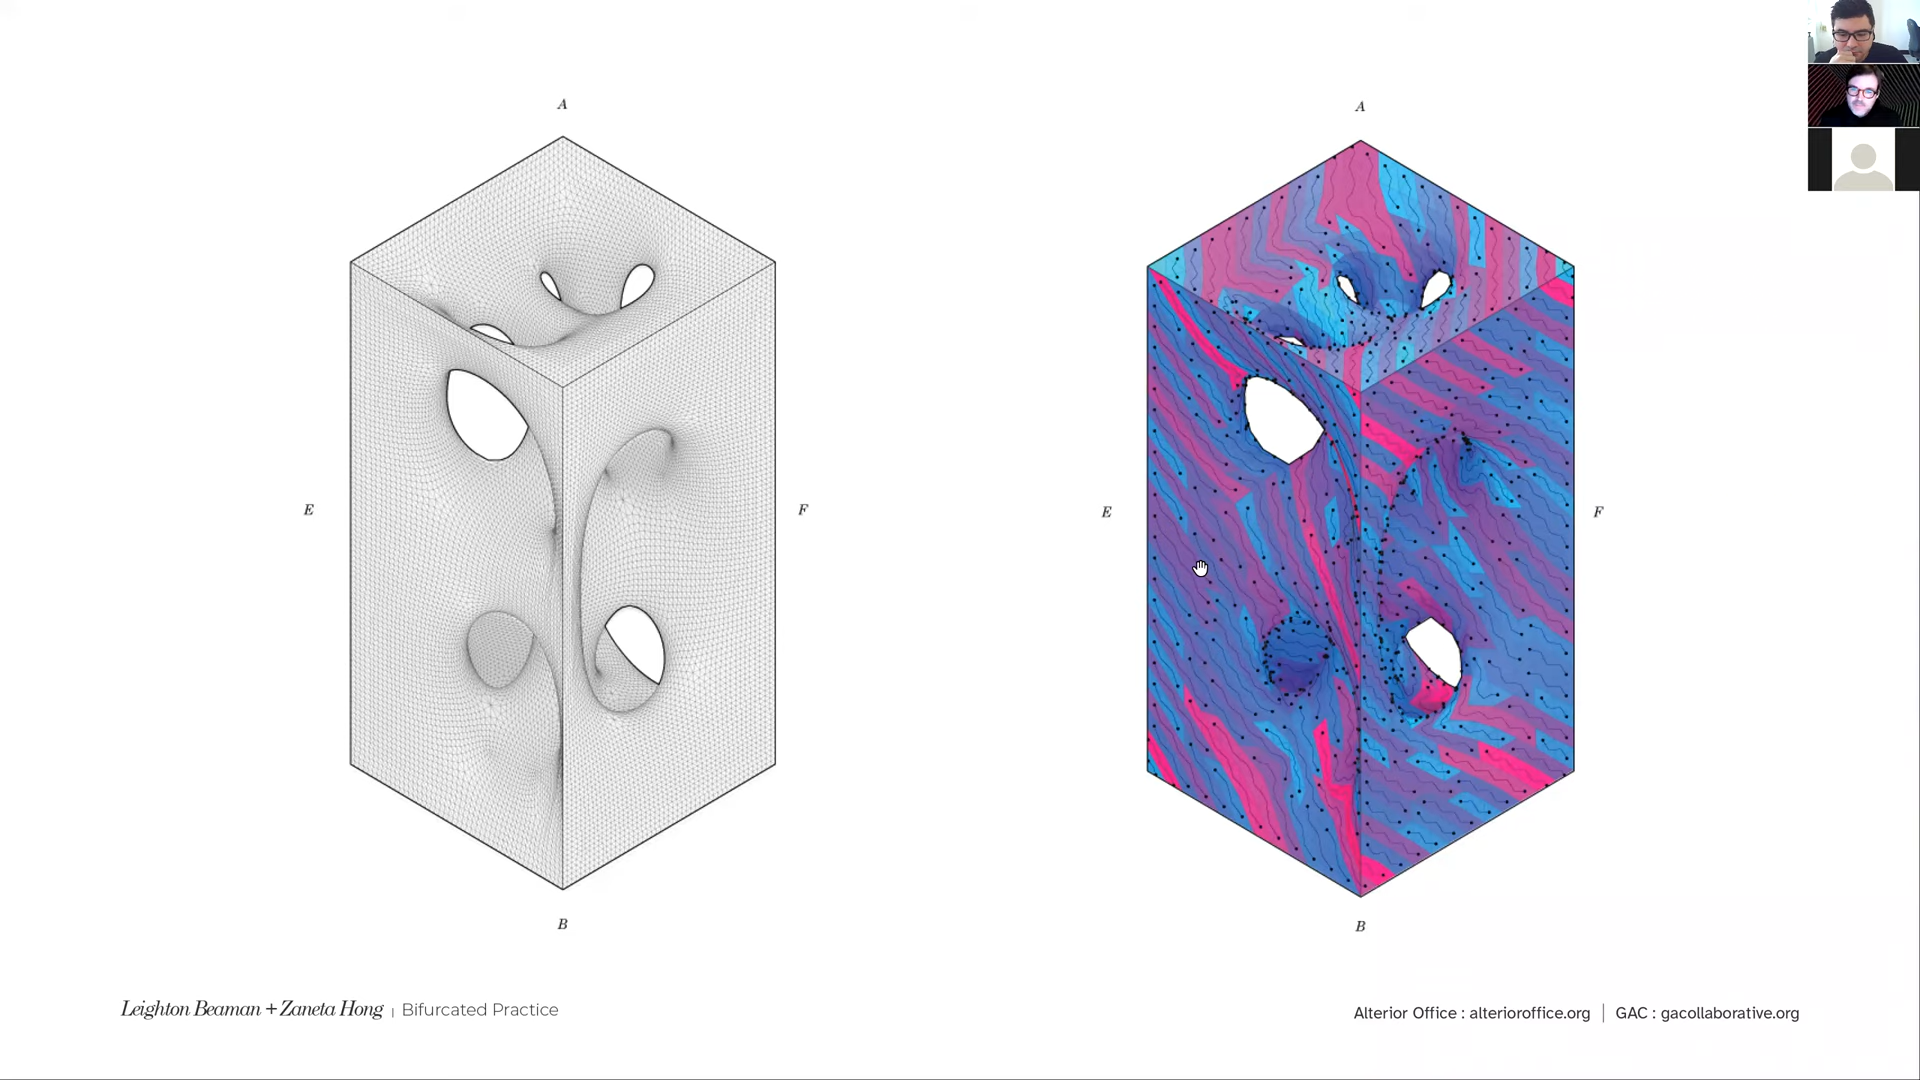 A
A
E
F
E
F
B
B
Leighton Beaman + Zaneta Hong | Bifurcated Practice
Alterior Office : alterioroffice.org | GAC : gacollaborative.org